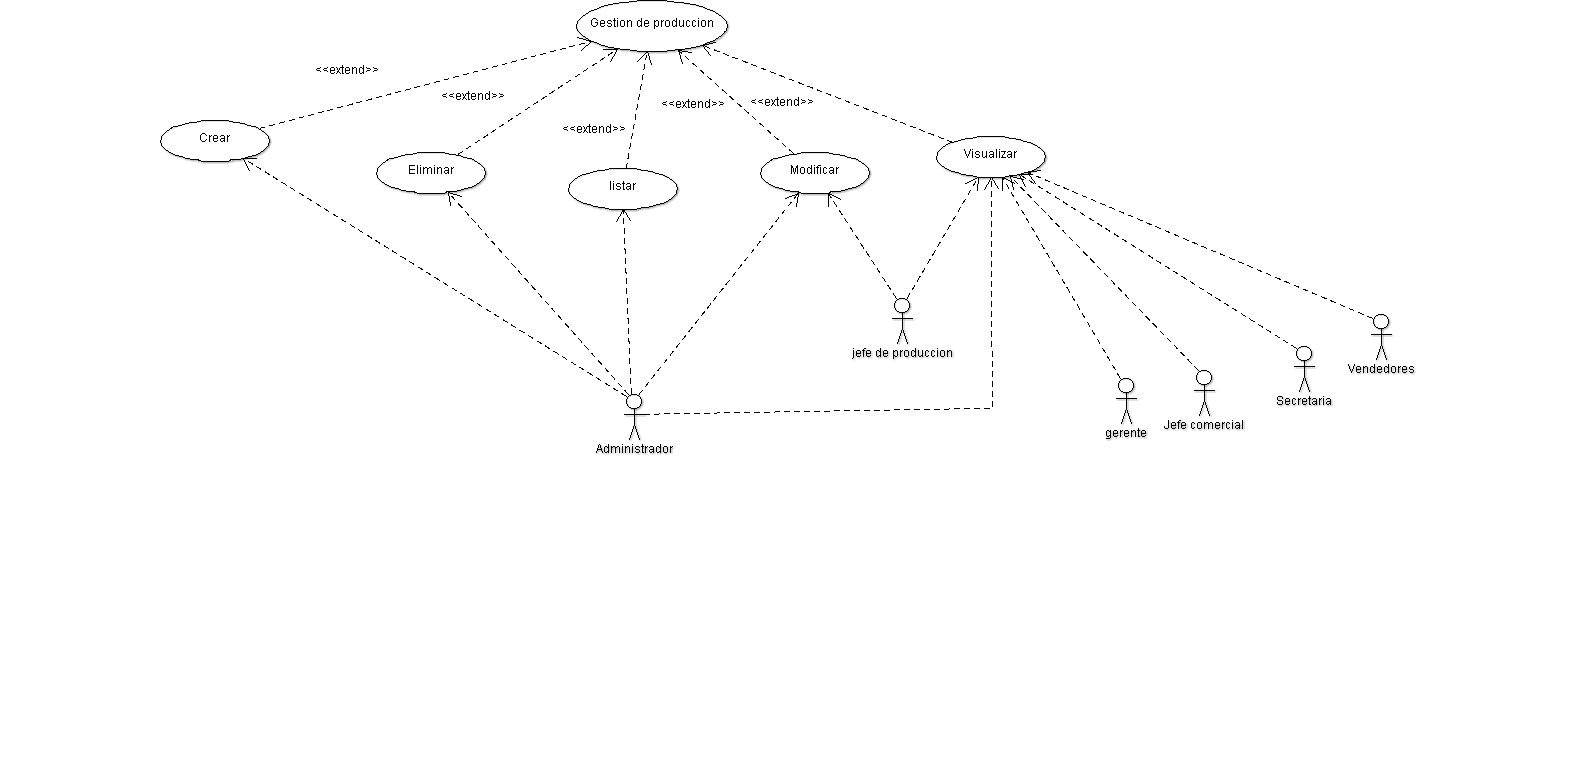 Gestion de produccion
<<extend>>
<<extend>>
<<extend>>
<<extend>>
<<extend>>
Crear
Eliminar
listar
Modificar
Visualizar
jefe de produccion
Vendedores
Secretaria
Jefe comercial
gerente
Administrador